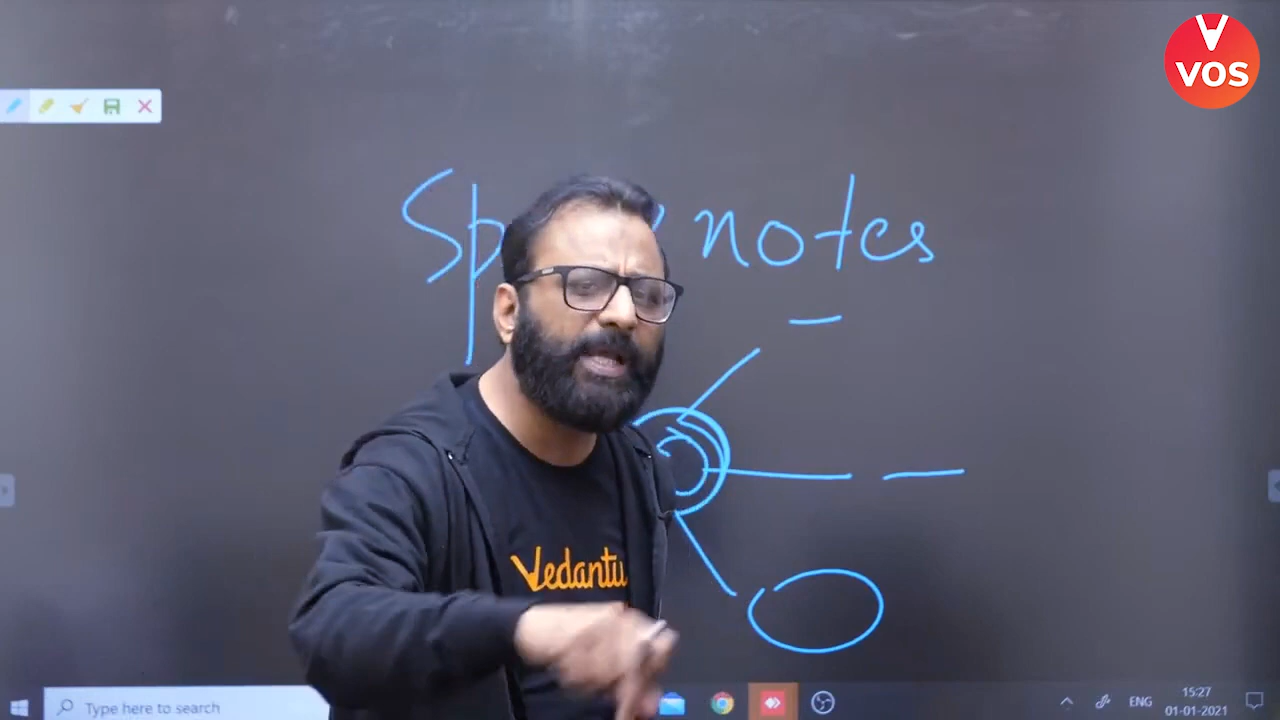 VOS
notes
Vedantu
Type here to search
ENG
15:27
01-01-2021